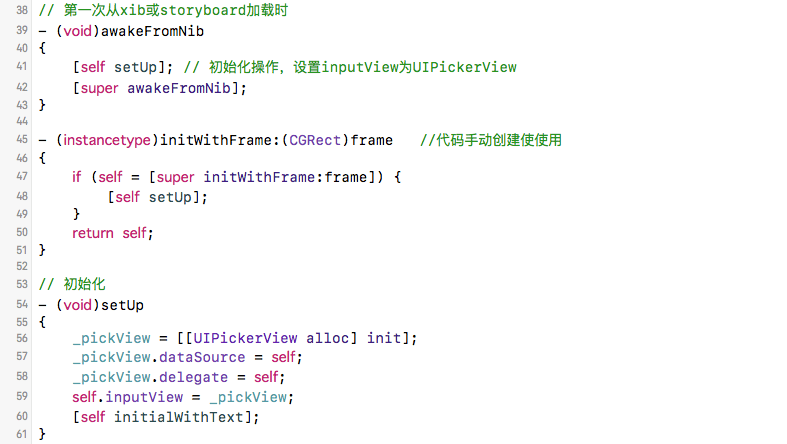 38 // 第一次从xib或storyboard加载时
39 - (void)awakeFromNib
40 {
41     [self setUp]; // 初始化操作，设置inputView为UIPickerView
42     [super awakeFromNib];
43 }
44
45 - (instancetype)initWithFrame:(CGRect)frame   //代码手动创建使使用
46 {
47     if (self = [super initWithFrame:frame]) {
48         [self setUp];
49     }
50     return self;
51 }
52
53 // 初始化
54 - (void)setUp
55 {
56     _pickView = [[UIPickerView alloc] init];
57     _pickView.dataSource = self;
58     _pickView.delegate = self;
59     self.inputView = _pickView;
60     [self initialWithText];
61 }